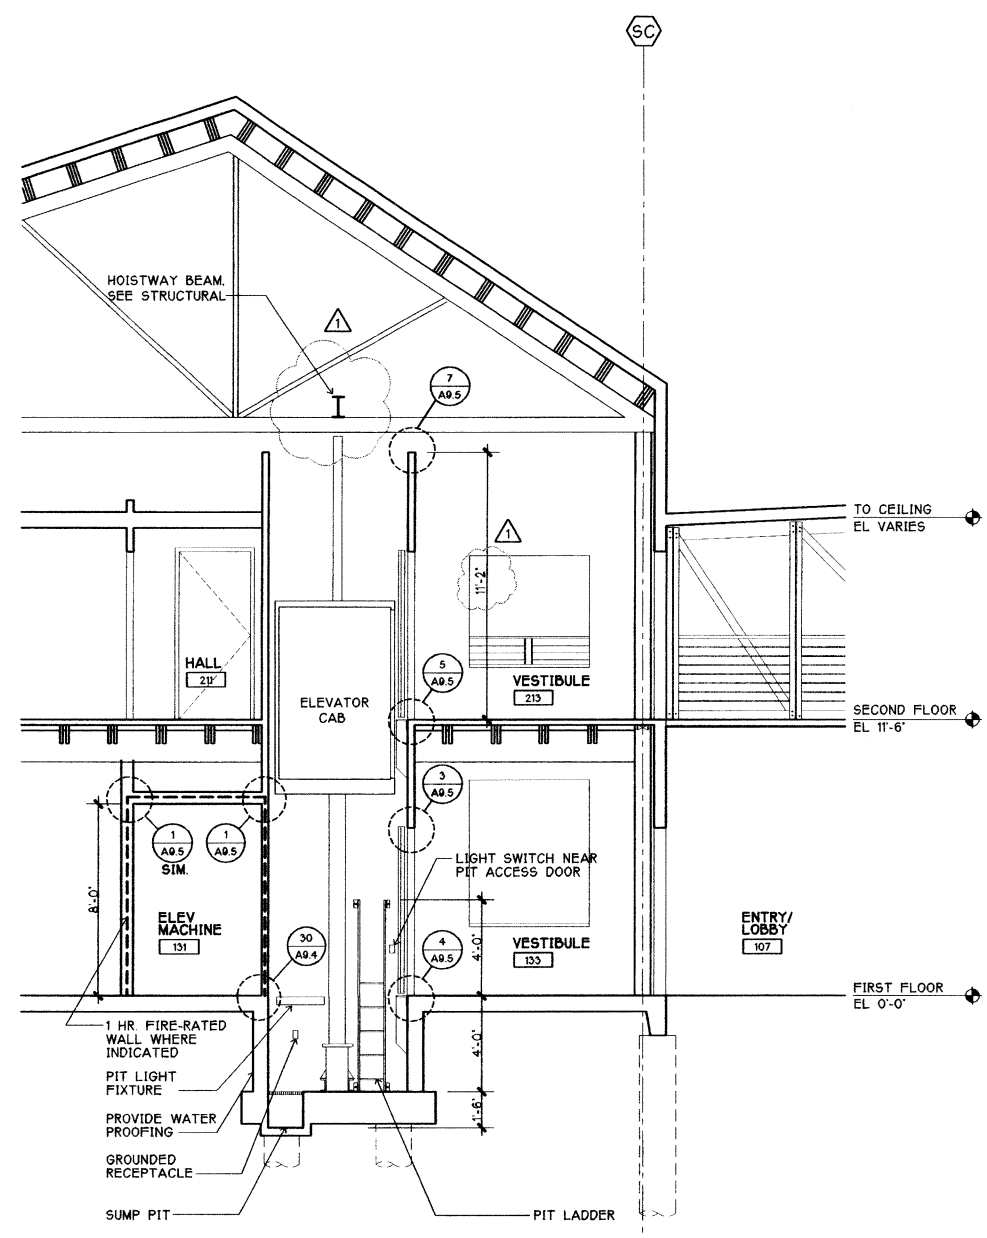 SC
HOISTWAY BEAM.
SEE STRUCTURAL
1
7
A9.5
TO CEILING
EL VARIES
1
11'-2"
HALL
211
5
A9.5
VESTIBULE
213
ELEVATOR
CAB
SECOND FLOOR
EL 11'-6"
3
A9.5
1
A9.5
SIM.
1
A9.5
LIGHT SWITCH NEAR
PIT ACCESS DOOR
8'-0"
ELEV
MACHINE
131
30
A9.4
4
A9.5
4'-0"
VESTIBULE
133
ENTRY/
LOBBY
107
FIRST FLOOR
EL 0'-0"
1 HR. FIRE-RATED
WALL WHERE
INDICATED
4'-0"
PIT LIGHT
FIXTURE
1'-6"
PROVIDE WATER
PROOFING
GROUNDED
RECEPTACLE
SUMP PIT
PIT LADDER